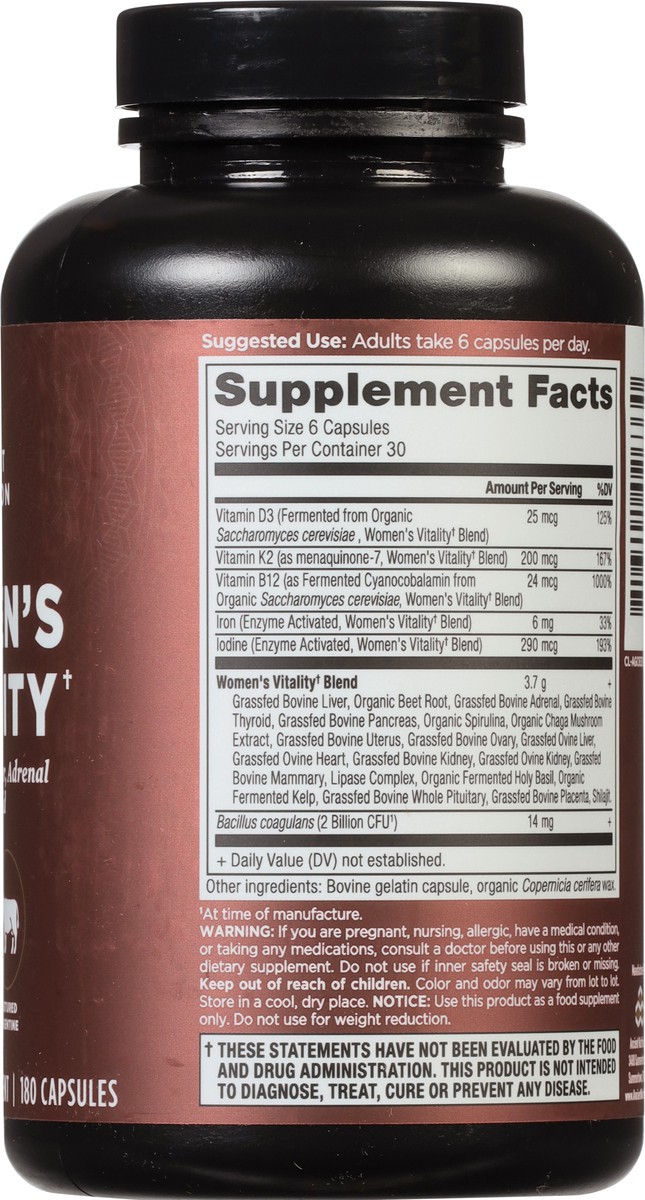 T
ON
N'S
ITY†
, Adrenal
d
STURED
ENTINE
NT | 180 CAPSULES
Suggested Use: Adults take 6 capsules per day.
Supplement Facts
Serving Size 6 Capsules
Servings Per Container 30
Amount Per Serving %DV
Vitamin D3 (Fermented from Organic 25 mcg 125%
Saccharomyces cerevisiae , Women's Vitality† Blend)
Vitamin K2 (as menaquinone-7, Women's Vitality† Blend) 200 mcg 167%
Vitamin B12 (as Fermented Cyanocobalamin from 24 mcg 1000%
Organic Saccharomyces cerevisiae, Women's Vitality† Blend)
Iron (Enzyme Activated, Women's Vitality† Blend) 6 mg 33%
Iodine (Enzyme Activated, Women's Vitality† Blend) 290 mcg 193%
Women's Vitality† Blend 3.7 g +
Grassfed Bovine Liver, Organic Beet Root, Grassfed Bovine Adrenal, Grassfed Bovine
Thyroid, Grassfed Bovine Pancreas, Organic Spirulina, Organic Chaga Mushroom
Extract, Grassfed Bovine Uterus, Grassfed Bovine Ovary, Grassfed Ovine Liver,
Grassfed Ovine Heart, Grassfed Bovine Kidney, Grassfed Ovine Kidney, Grassfed
Bovine Mammary, Lipase Complex, Organic Fermented Holy Basil, Organic
Fermented Kelp, Grassfed Bovine Whole Pituitary, Grassfed Bovine Placenta, Shilajit.
Bacillus coagulans (2 Billion CFU¹) 14 mg +
+ Daily Value (DV) not established.
Other ingredients: Bovine gelatin capsule, organic Copernicia cerifera wax.
¹At time of manufacture.
WARNING: If you are pregnant, nursing, allergic, have a medical condition,
or taking any medications, consult a doctor before using this or any other
dietary supplement. Do not use if inner safety seal is broken or missing.
Keep out of reach of children. Color and odor may vary from lot to lot.
Store in a cool, dry place. NOTICE: Use this product as a food supplement
only. Do not use for weight reduction.
† THESE STATEMENTS HAVE NOT BEEN EVALUATED BY THE FOOD
AND DRUG ADMINISTRATION. THIS PRODUCT IS NOT INTENDED
TO DIAGNOSE, TREAT, CURE OR PREVENT ANY DISEASE.